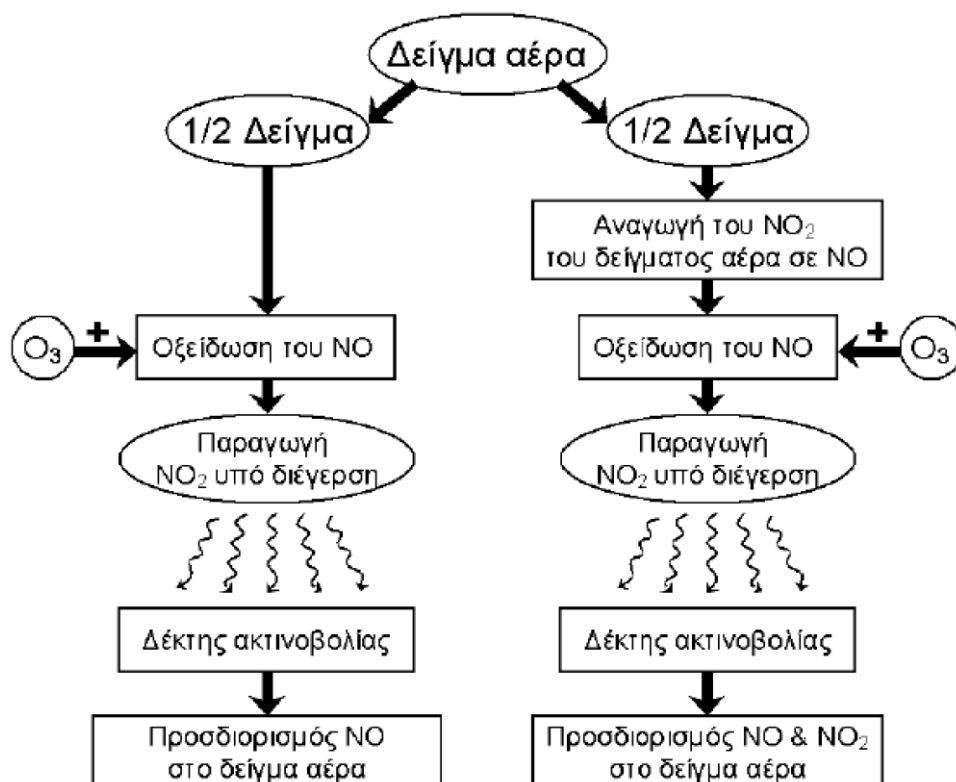 Δείγμα αέρα
1/2 Δείγμα
1/2 Δείγμα
Αναγωγή του NO₂
του δείγματος αέρα σε NO
O₃
+
Οξείδωση του NO
Οξείδωση του NO
+
O₃
Παραγωγή
NO₂ υπό διέγερση
Παραγωγή
NO₂ υπό διέγερση
Δέκτης ακτινοβολίας
Δέκτης ακτινοβολίας
Προσδιορισμός NO
στο δείγμα αέρα
Προσδιορισμός NO & NO₂
στο δείγμα αέρα